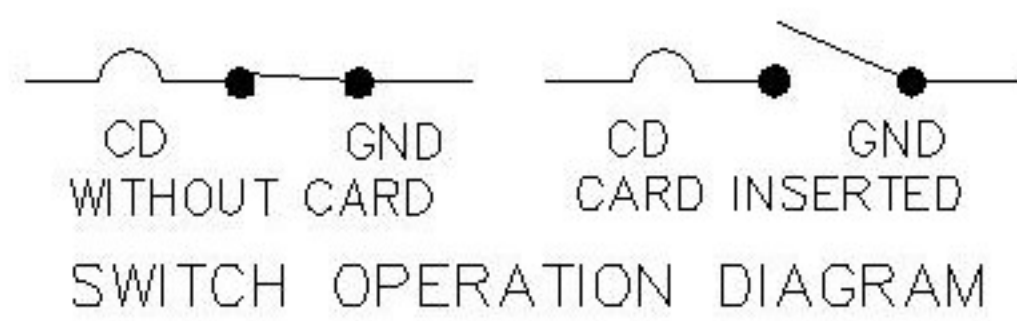 CD GND CD GND
WITHOUT CARD CARD INSERTED
SWITCH OPERATION DIAGRAM